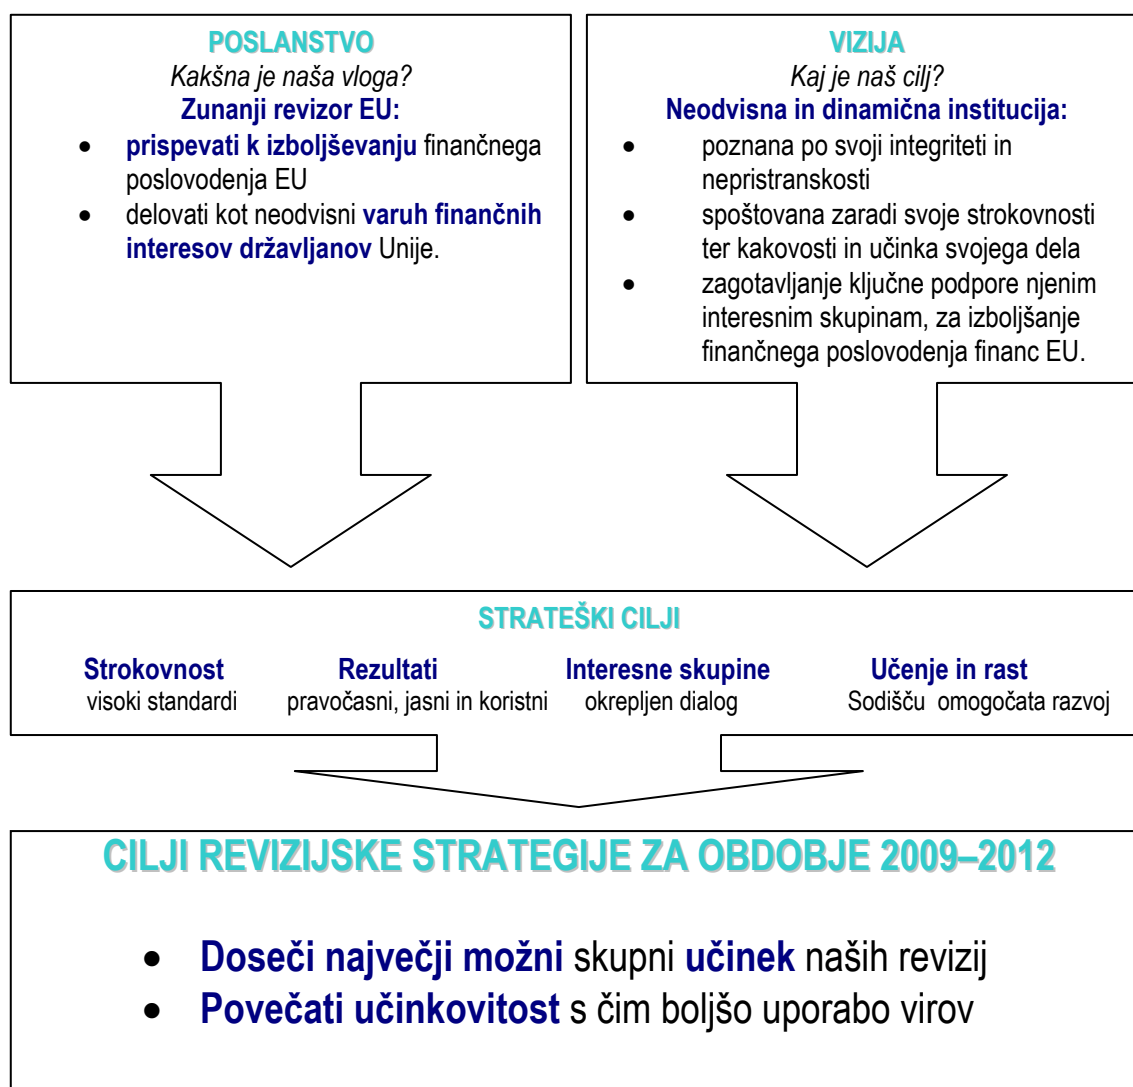 POSLANSTVO
Kakšna je naša vloga?
Zunanji revizor EU:
• prispevati k izboljševanju finančnega
poslovodenja EU
• delovati kot neodvisni varuh finančnih
interesov državljanov Unije.
VIZIJA
Kaj je naš cilj?
Neodvisna in dinamična institucija:
• poznana po svoji integriteti in
nepristranskosti
• spoštovana zaradi svoje strokovnosti
ter kakovosti in učinka svojega dela
• zagotavljanje ključne podpore njenim
interesnim skupinam, za izboljšanje
finančnega poslovodenja financ EU.
STRATEŠKI CILJI
Strokovnost
visoki standardi
Rezultati
pravočasni, jasni in koristni
Interesne skupine
okrepljen dialog
Učenje in rast
Sodišču omogočata razvoj
CILJI REVIZIJSKE STRATEGIJE ZA OBDOBJE 2009–2012
• Doseči največji možni skupni učinek naših revizij
• Povečati učinkovitost s čim boljšo uporabo virov